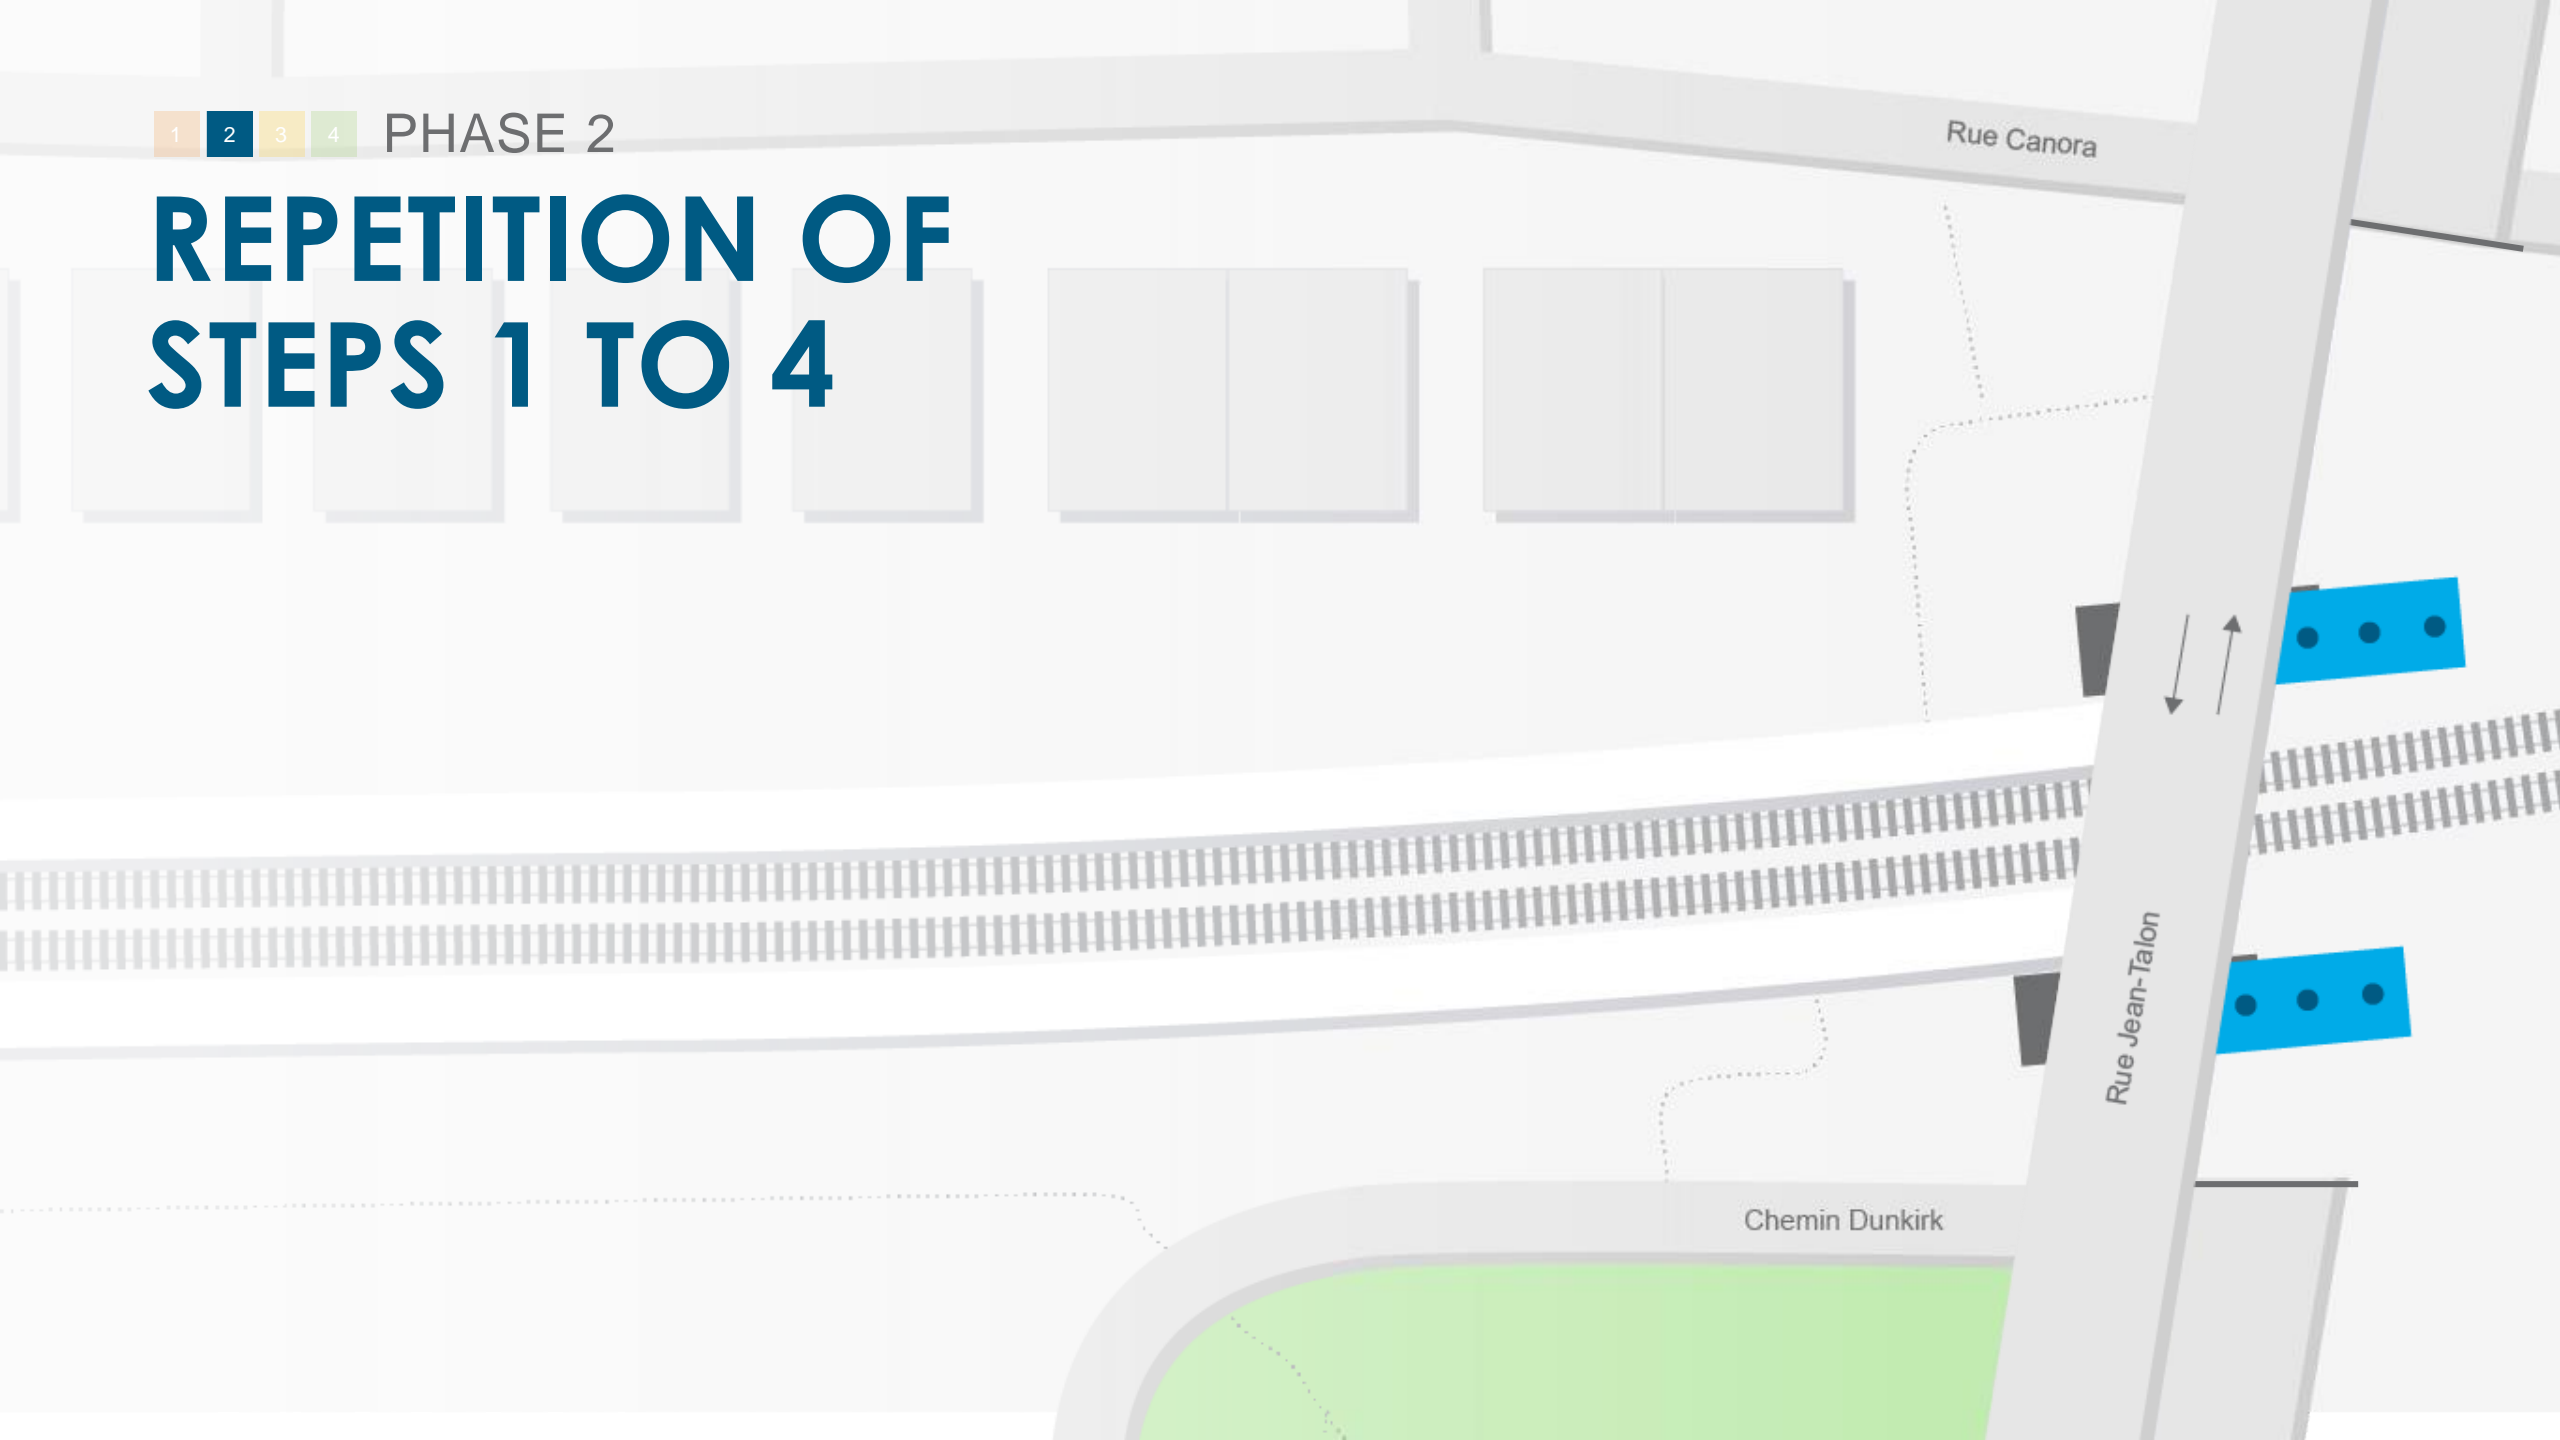 1 2 3 4 PHASE 2
REPETITION OF
STEPS 1 TO 4
Rue Canora
Rue Jean-Talon
Chemin Dunkirk